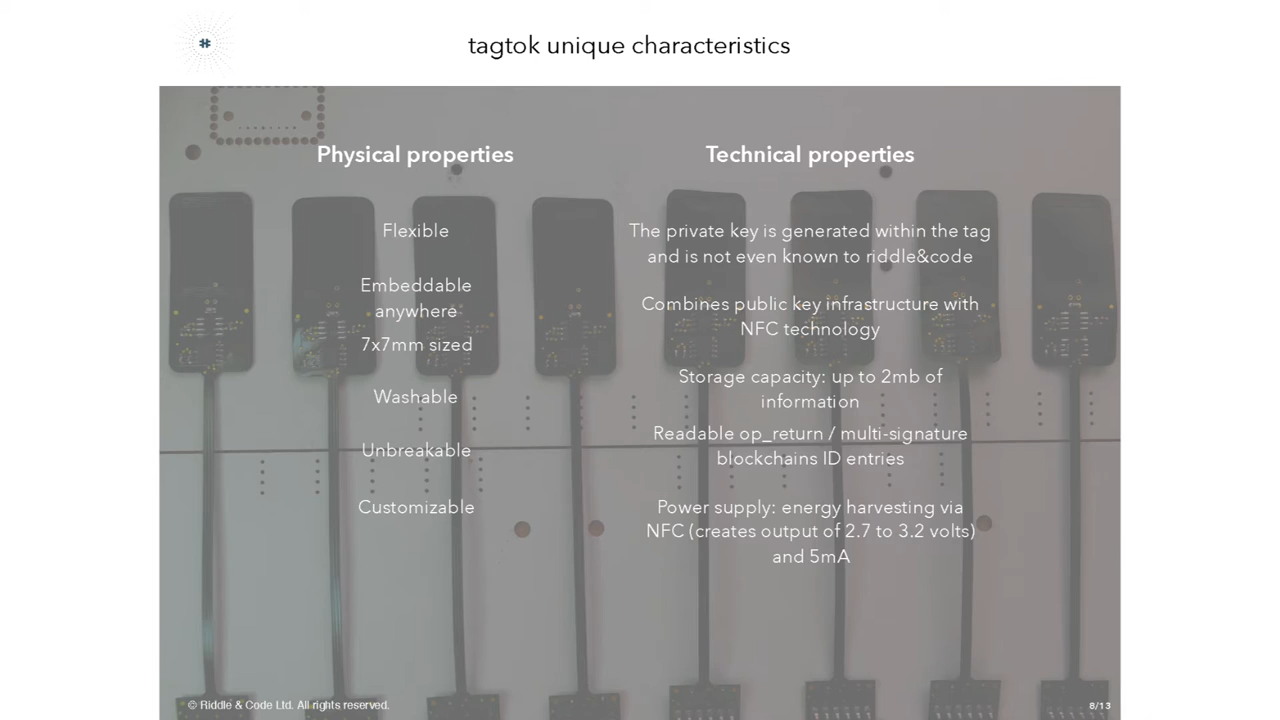 tagtok unique characteristics
Physical properties
Flexible
Embeddable
anywhere
7x7mm sized
Washable
Unbreakable
Customizable
Technical properties
The private key is generated within the tag
and is not even known to riddle&code
Combines public key infrastructure with
NFC technology
Storage capacity: up to 2mb of
information
Readable op_return / multi-signature
blockchains ID entries
Power supply: energy harvesting via
NFC (creates output of 2.7 to 3.2 volts)
and 5mA
© Riddle & Code Ltd. All rights reserved.
8/13